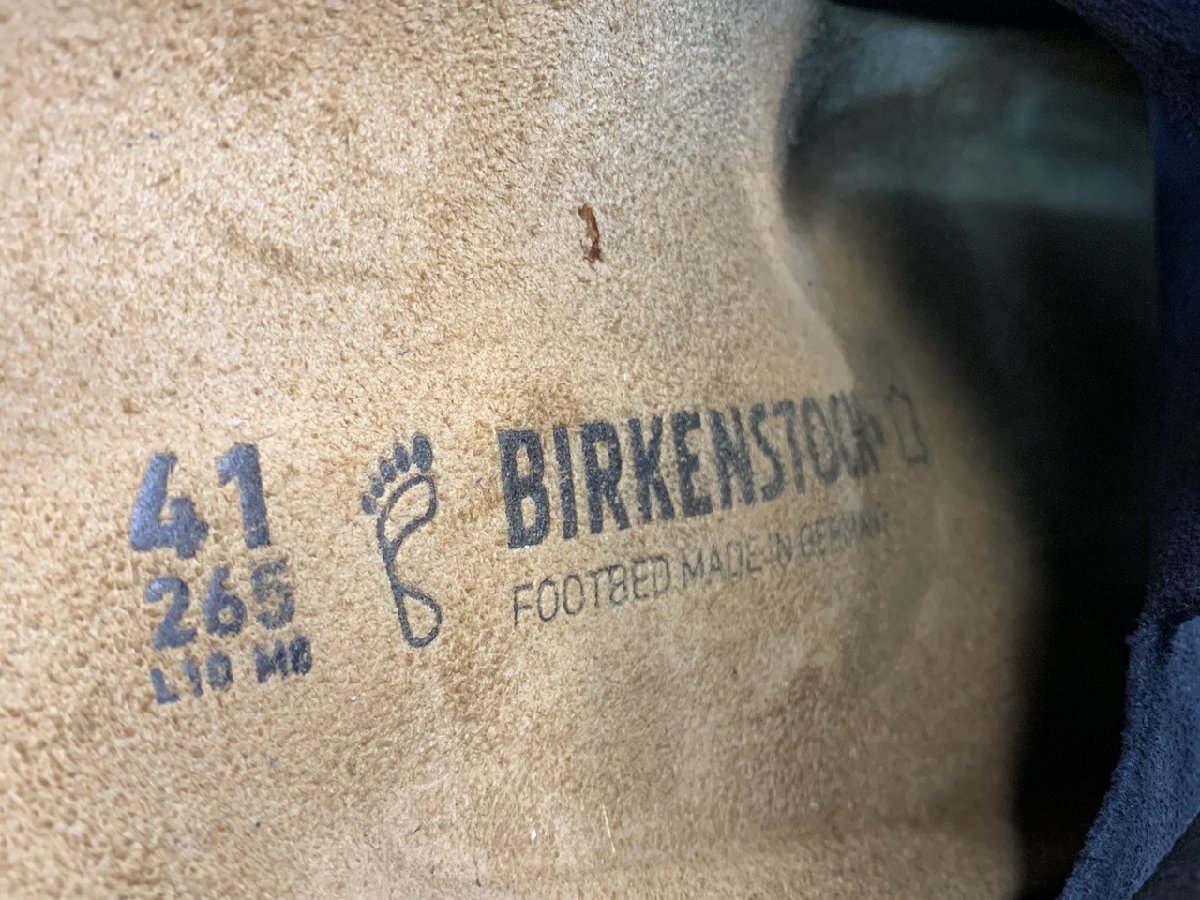 41
265
L10 M8
BIRKENSTOCK
FOOTBED MADE IN GERMANY